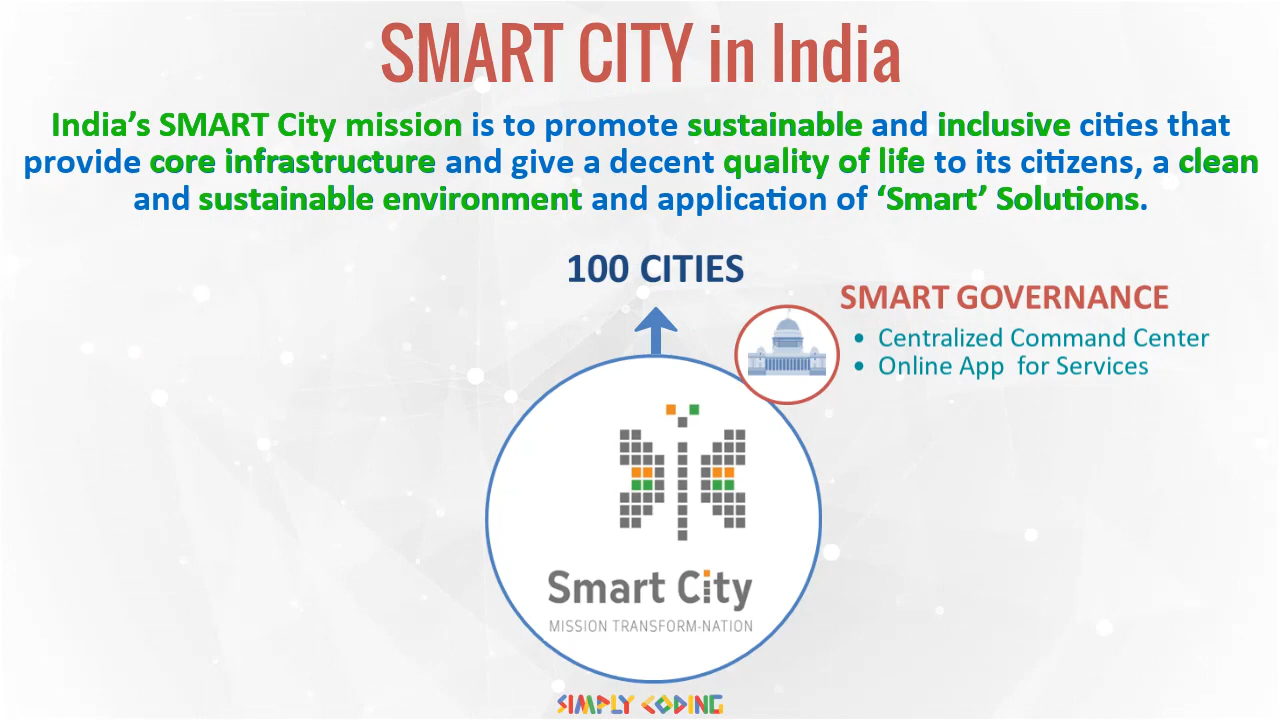 SMART CITY in India
India’s SMART City mission is to promote sustainable and inclusive cities that
provide core infrastructure and give a decent quality of life to its citizens, a clean
and sustainable environment and application of ‘Smart’ Solutions.
100 CITIES
SMART GOVERNANCE
• Centralized Command Center
• Online App for Services
Smart City
MISSION TRANSFORM-NATION
SIMPLY CODING